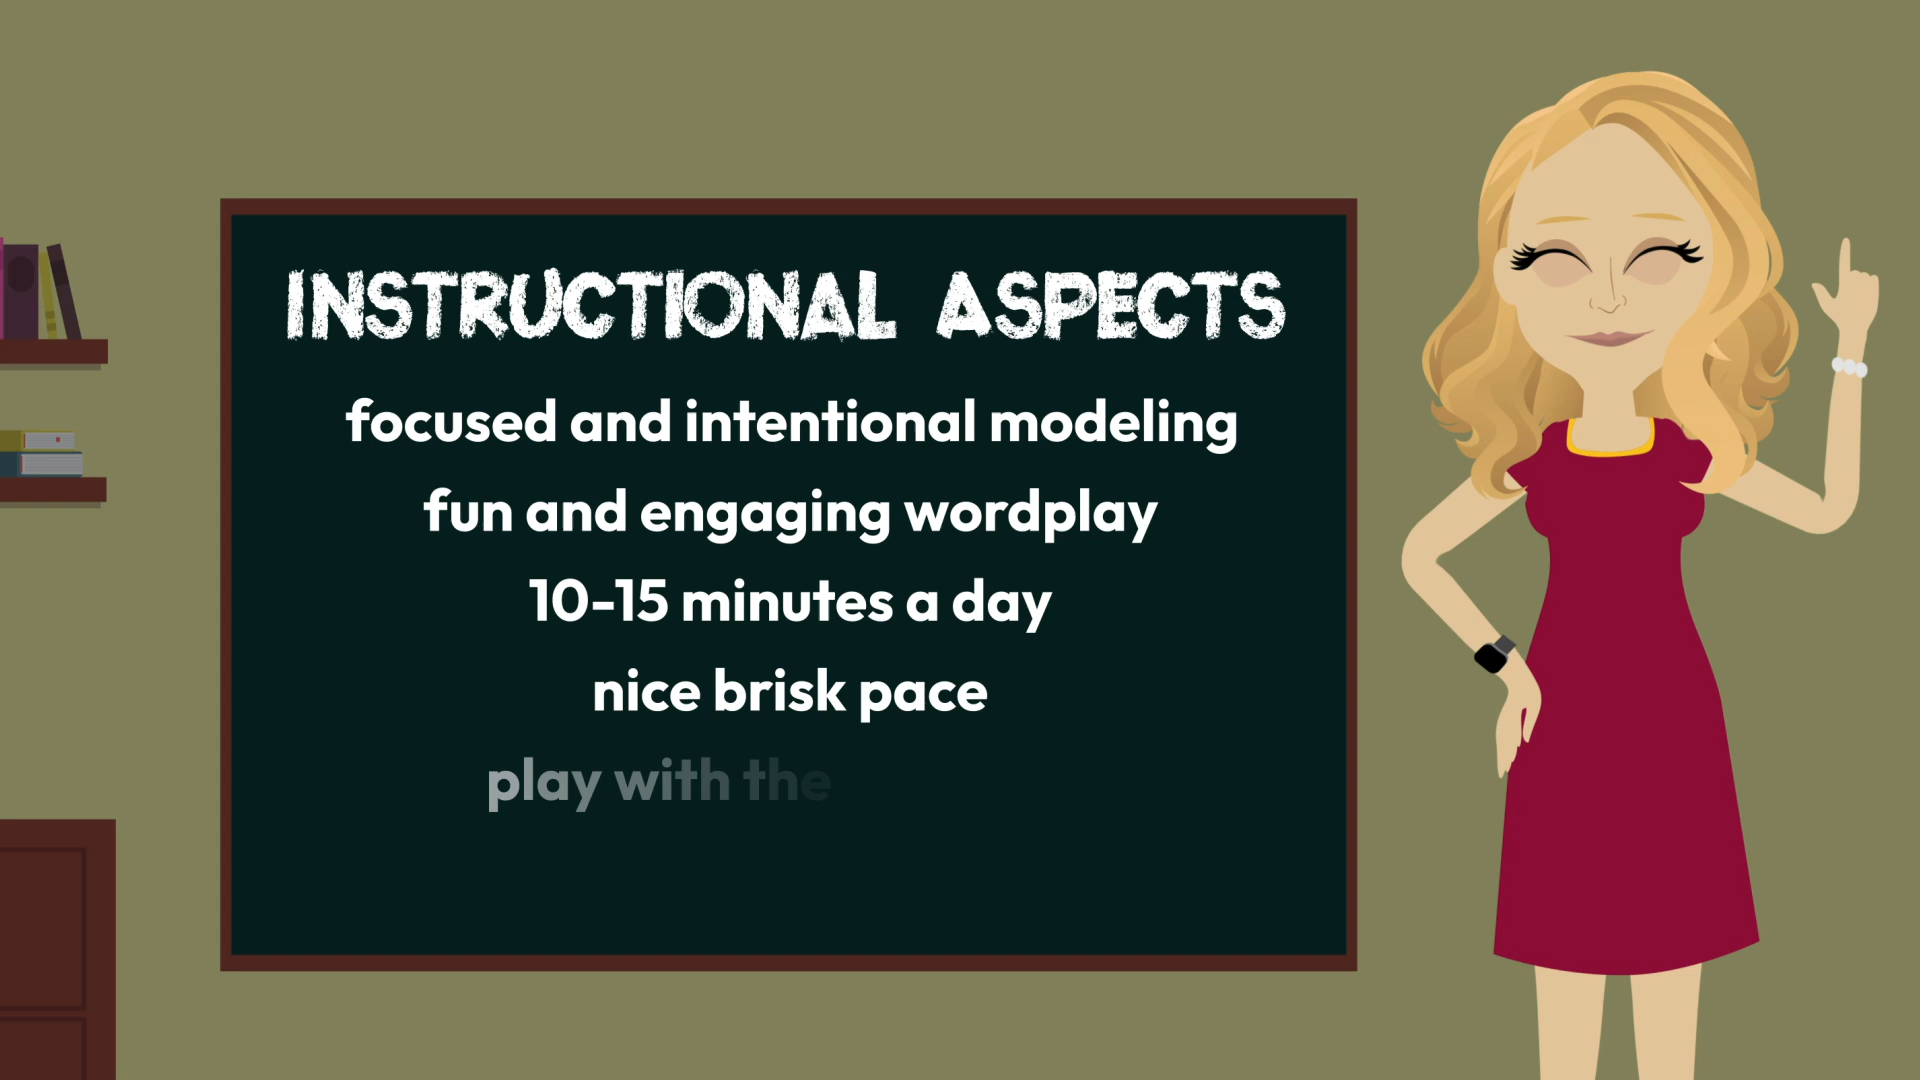 INSTRUCTIONAL ASPECTS
focused and intentional modeling
fun and engaging wordplay
10-15 minutes a day
nice brisk pace
play with the